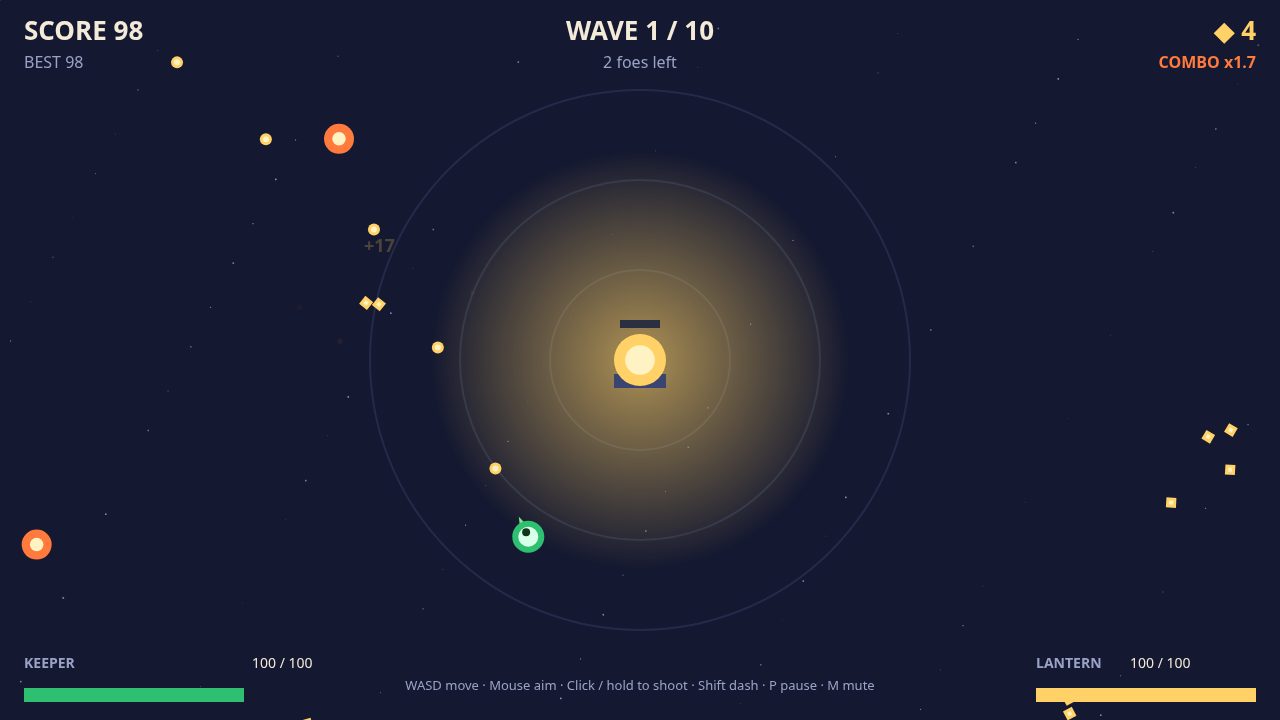 SCORE 98
BEST 98
WAVE 1 / 10
2 foes left
◆ 4
COMBO x1.7
+17
KEEPER 100 / 100
WASD move · Mouse aim · Click / hold to shoot · Shift dash · P pause · M mute
LANTERN 100 / 100